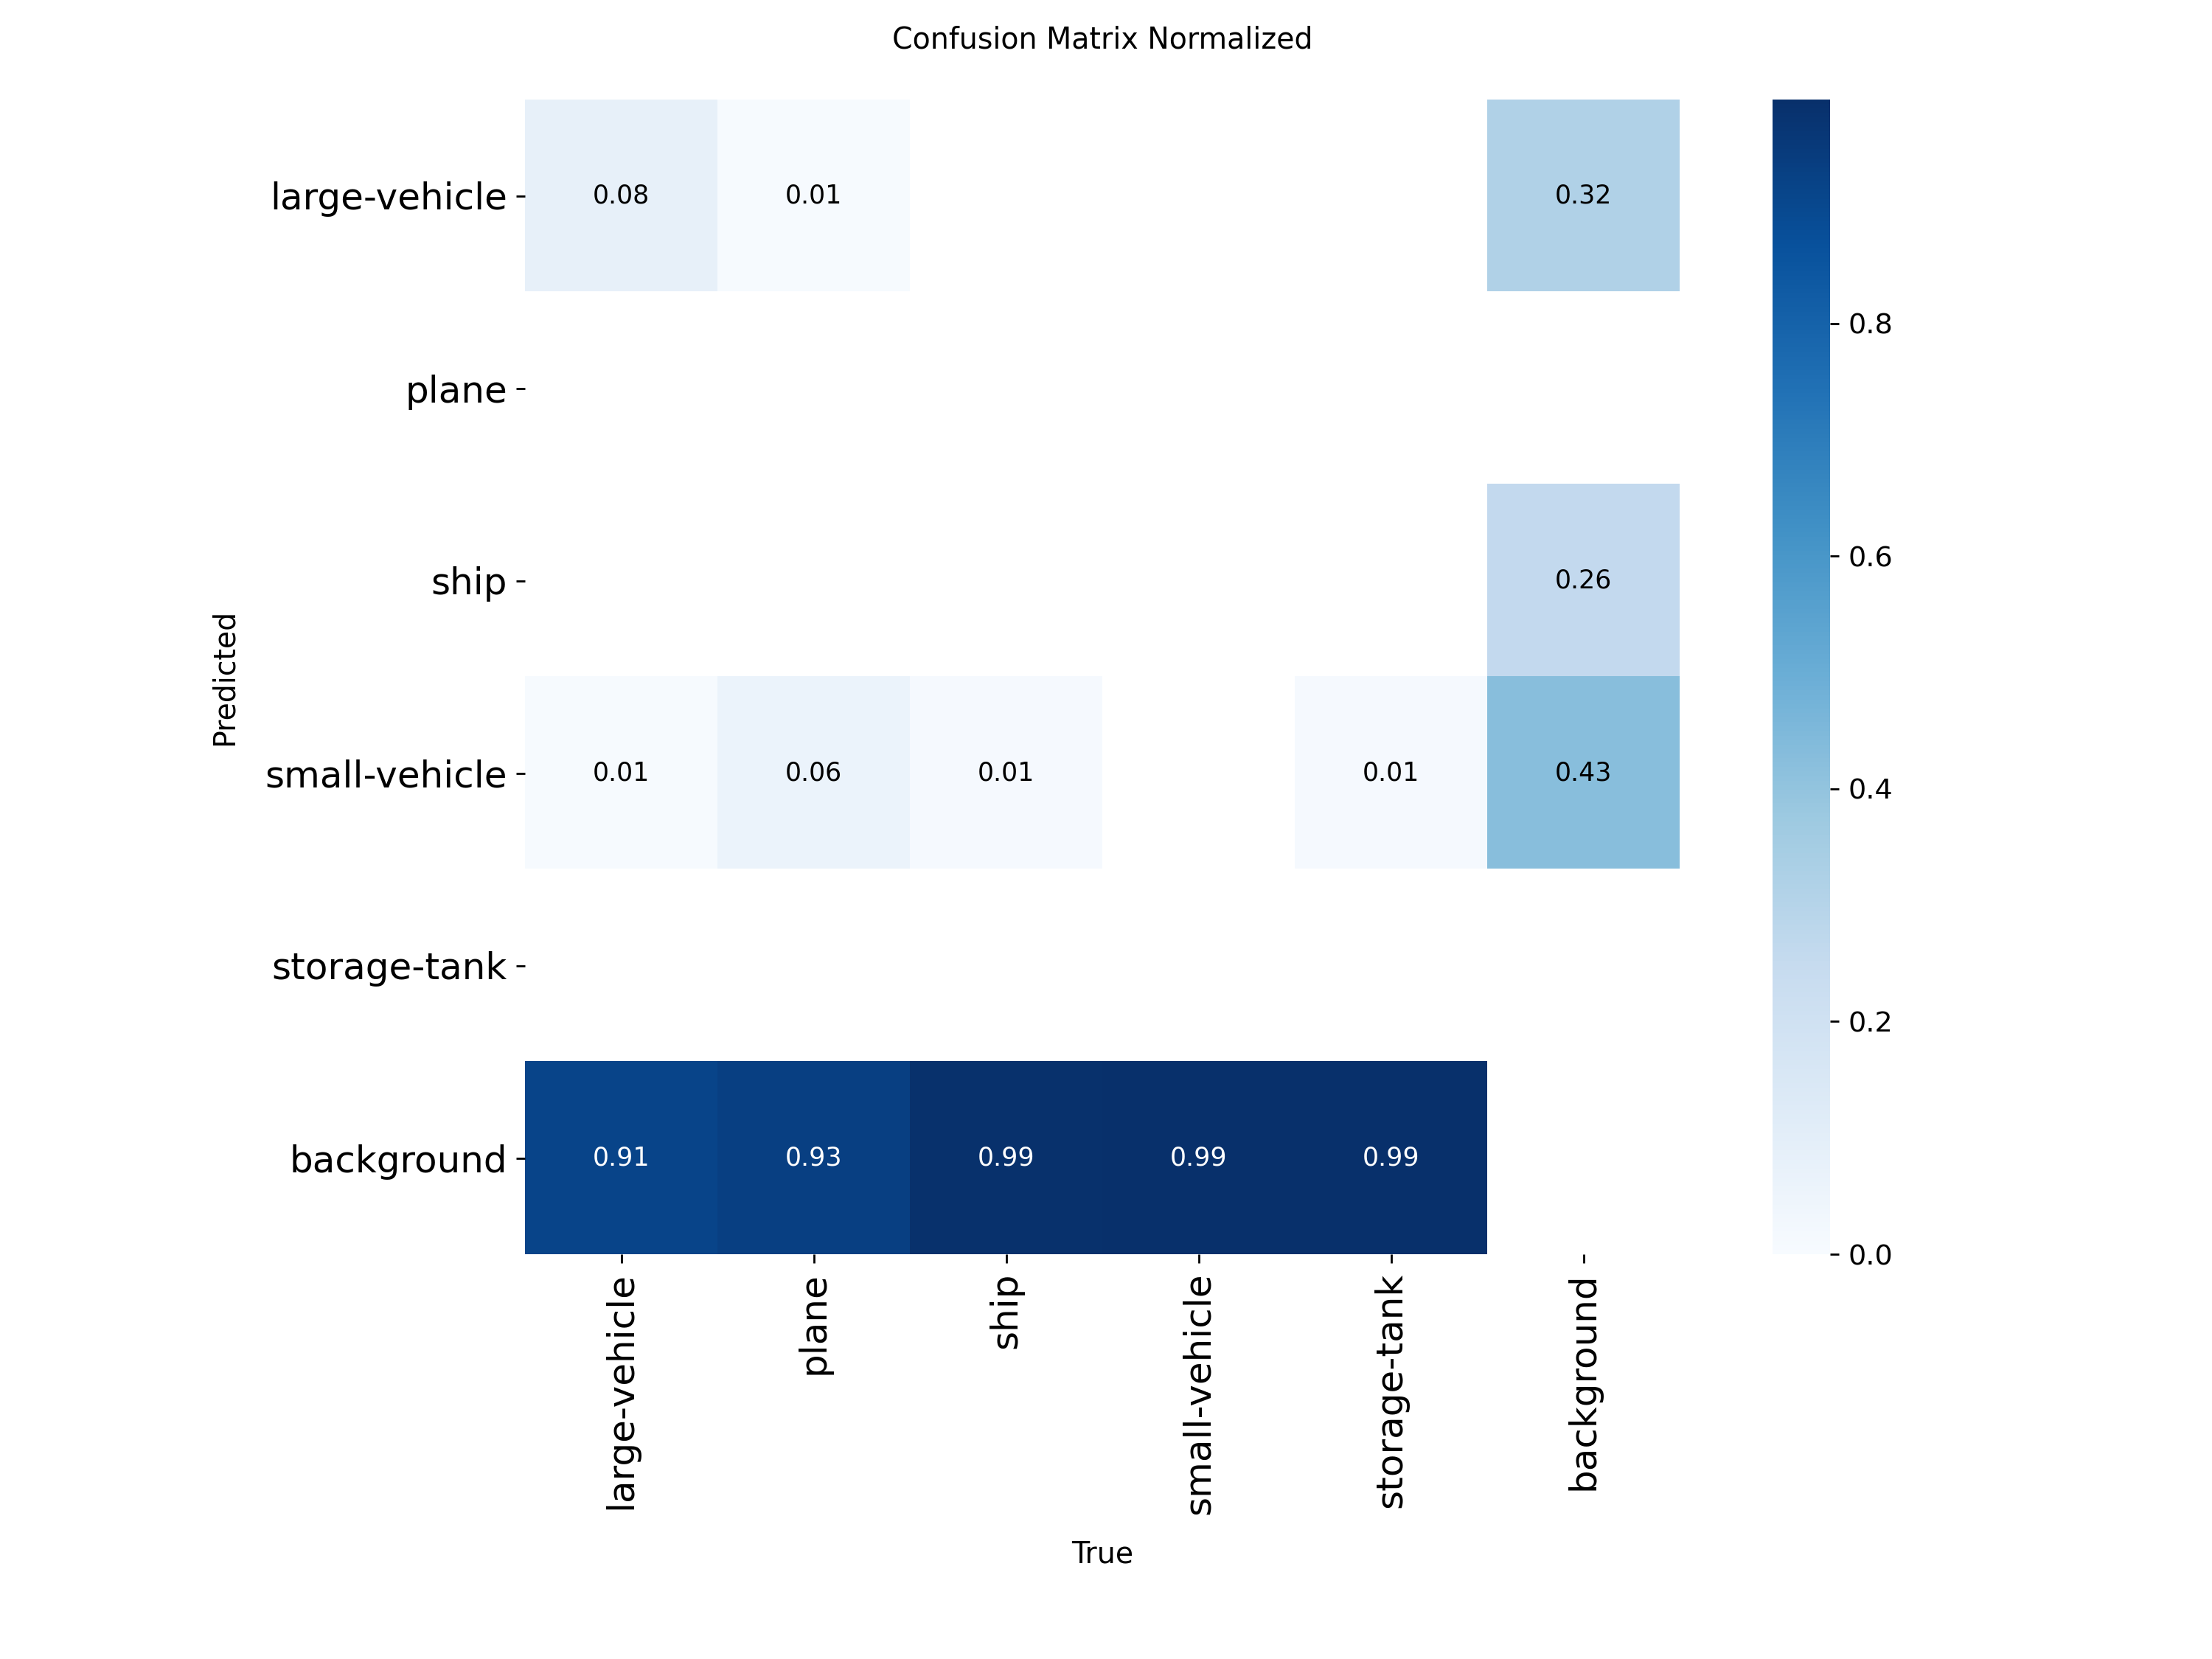 Confusion Matrix Normalized
large-vehicle
0.08 0.01 0.32
plane
ship
0.26
small-vehicle
0.01 0.06 0.01 0.01 0.43
storage-tank
background
0.91 0.93 0.99 0.99 0.99
Predicted
large-vehicle
plane
ship
small-vehicle
storage-tank
background
True
0.8
0.6
0.4
0.2
0.0